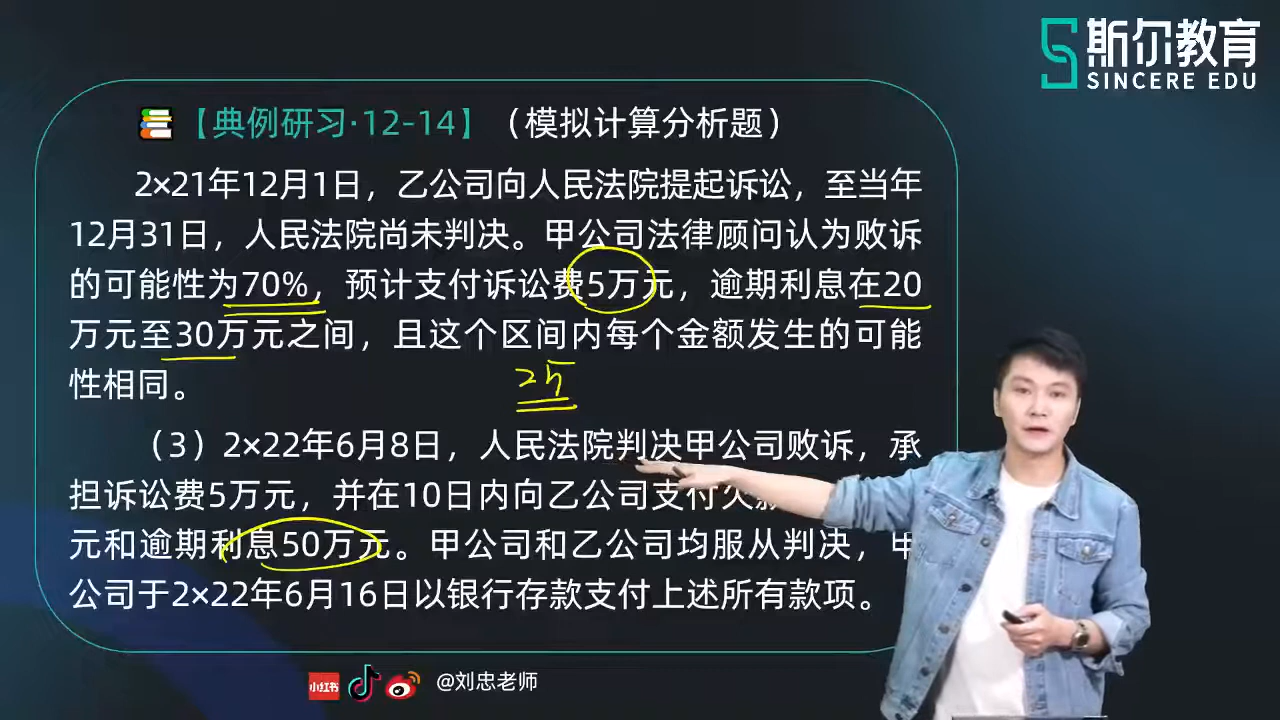 斯尔教育
SINCERE EDU
【典例研习·12-14】（模拟计算分析题）
2×21年12月1日，乙公司向人民法院提起诉讼，至当年
12月31日，人民法院尚未判决。甲公司法律顾问认为败诉
的可能性为70%，预计支付诉讼费5万元，逾期利息在20
万元至30万元之间，且这个区间内每个金额发生的可能
性相同。
25
（3）2×22年6月8日，人民法院判决甲公司败诉，承
担诉讼费5万元，并在10日内向乙公司支付欠款
元和逾期利息50万元。甲公司和乙公司均服从判决，甲
公司于2×22年6月16日以银行存款支付上述所有款项。
小红书
@刘忠老师